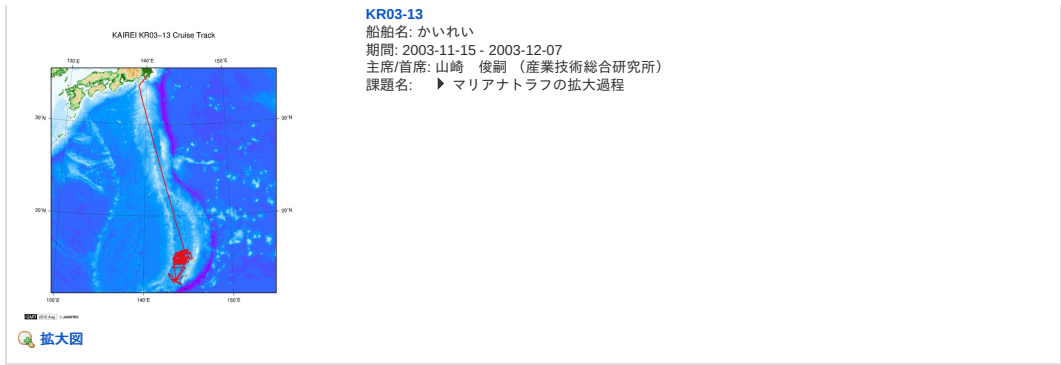 KAIREI KR03–13 Cruise Track
130°E 140°E 150°E
30°N 30°N
20°N 20°N
130°E 140°E 150°E
KR03-13
船舶名: かいれい
期間: 2003-11-15 - 2003-12-07
主席/首席: 山崎　俊嗣 （産業技術総合研究所）
課題名: マリアナトラフの拡大過程
拡大図